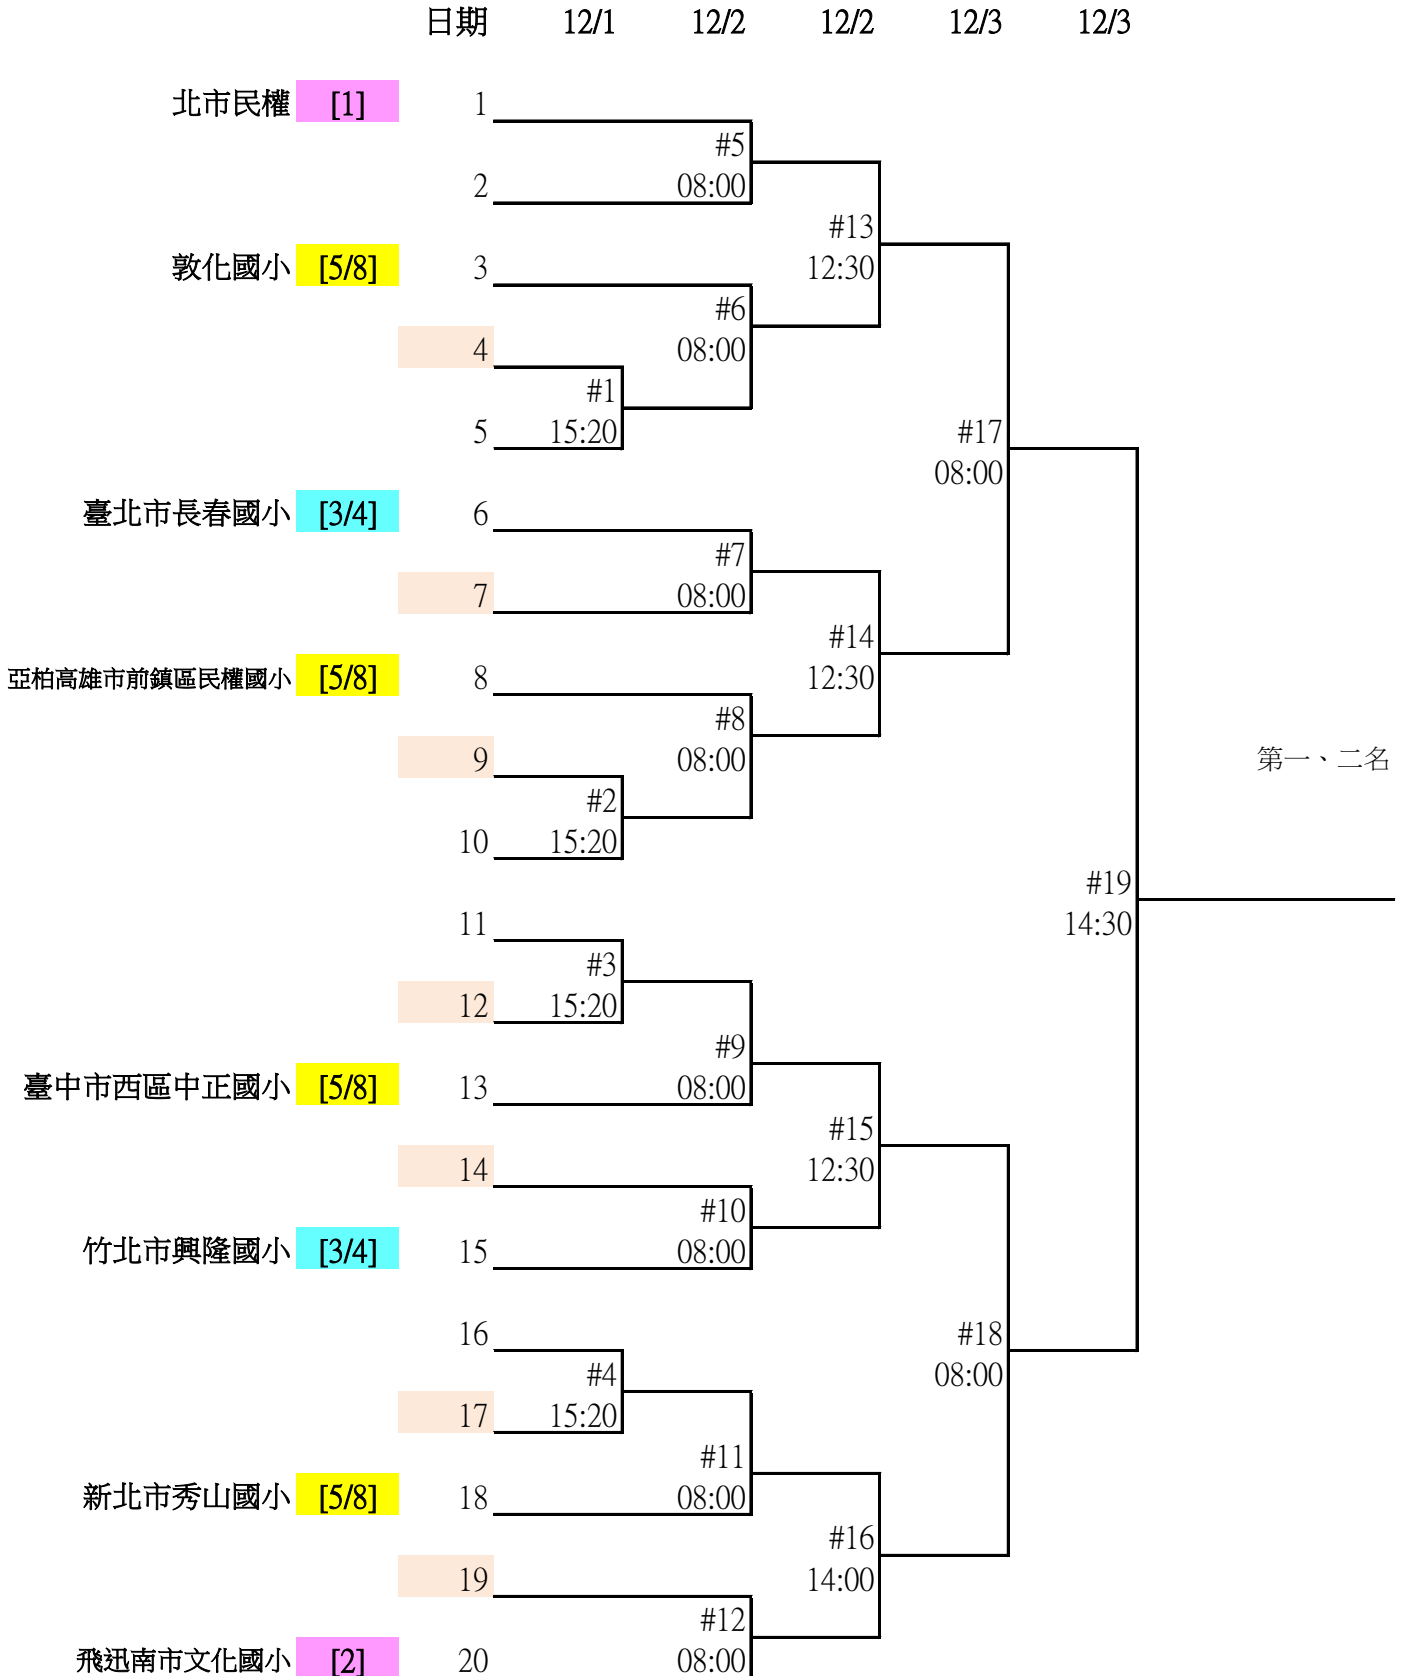 日期 12/1 12/2 12/2 12/3 12/3
北市民權 [1] 1
#5
2 08:00
#13
敦化國小 [5/8] 3 12:30
#6
4 08:00
#1
5 15:20 #17
08:00
臺北市長春國小 [3/4] 6
#7
7 08:00
#14
亞柏高雄市前鎮區民權國小 [5/8] 8 12:30
#8
9 08:00 第一、二名
#2
10 15:20
#19
11 14:30
#3
12 15:20
#9
臺中市西區中正國小 [5/8] 13 08:00
#15
14 12:30
#10
竹北市興隆國小 [3/4] 15 08:00
16 #18
#4 08:00
17 15:20
#11
新北市秀山國小 [5/8] 18 08:00
#16
19 14:00
#12
飛迅南市文化國小 [2] 20 08:00